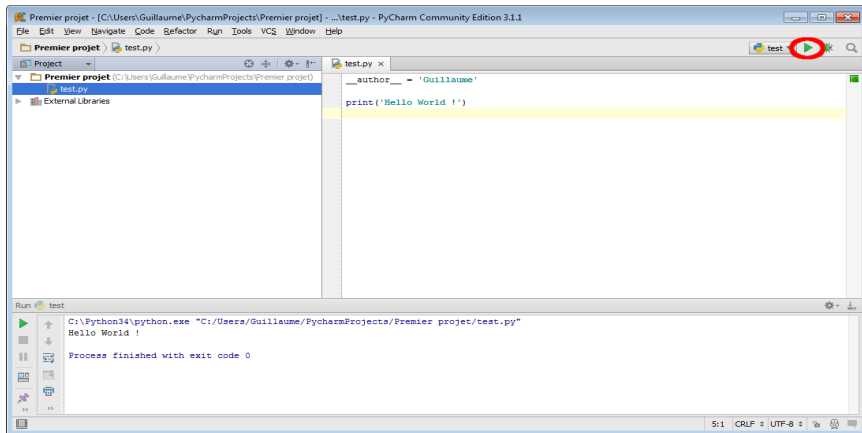 Premier projet - [C:\Users\Guillaume\PycharmProjects\Premier projet] - ...\test.py - PyCharm Community Edition 3.1.1
File Edit View Navigate Code Refactor Run Tools VCS Window Help
Premier projet test.py test
Project test.py
Premier projet (C:\Users\Guillaume\PycharmProjects\Premier projet)
test.py
External Libraries
__author__ = 'Guillaume'
print('Hello World !')
Run test
C:\Python34\python.exe "C:/Users/Guillaume/PycharmProjects/Premier projet/test.py"
Hello World !
Process finished with exit code 0
5:1 CRLF UTF-8